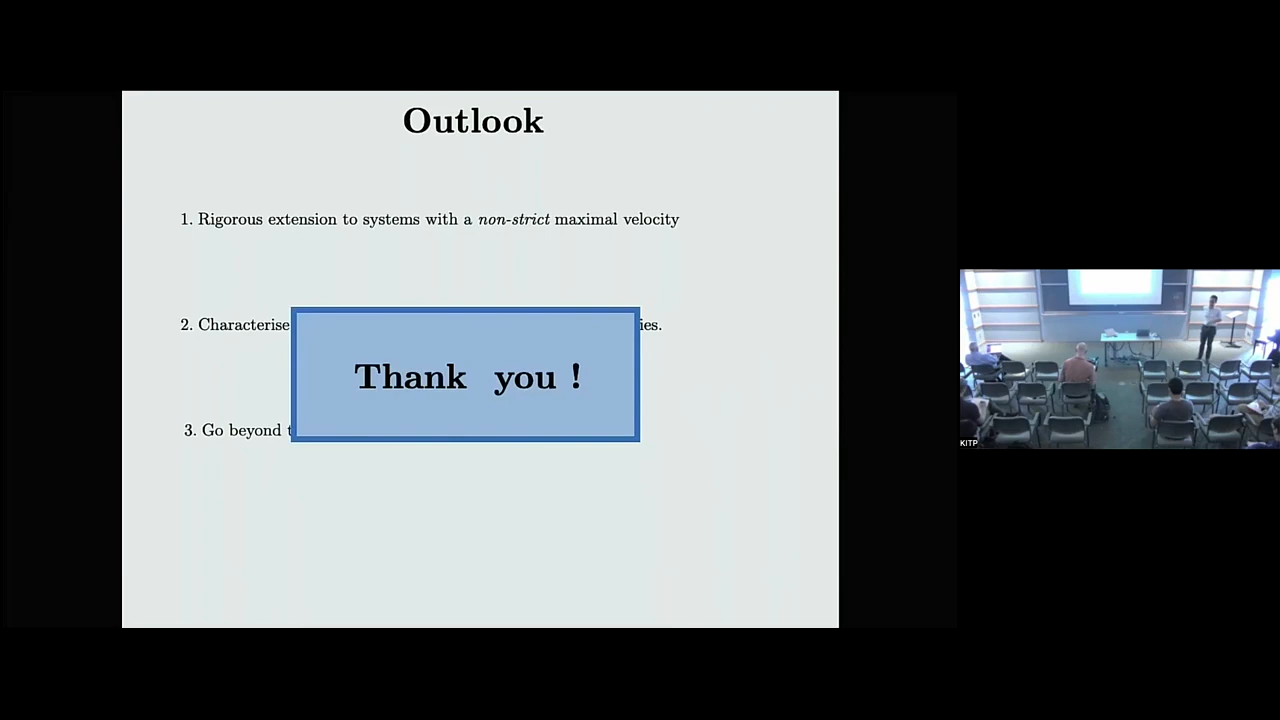 Outlook
1. Rigorous extension to systems with a non-strict maximal velocity
2. Characterise ies.
Thank you !
3. Go beyond t
KITP